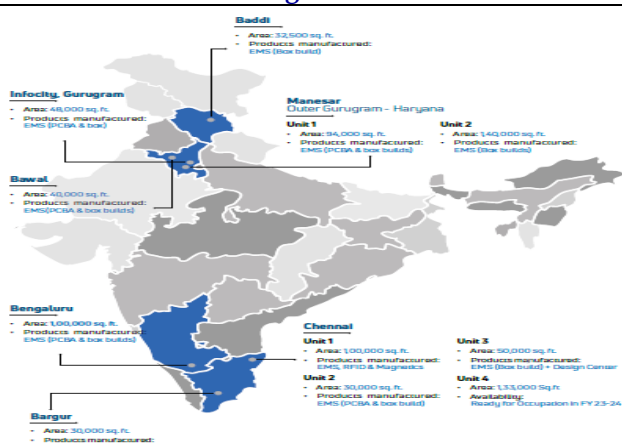 Baddi
- Area: 32,500 sq. ft.
- Products manufactured:
EMS (Box build)
Infocity, Gurugram
- Area: 48,000 sq. ft.
- Products manufactured:
EMS (PCBA & box)
Manesar
Outer Gurugram - Haryana
Unit 1
- Area: 94,000 sq. ft.
- Products manufactured:
EMS (PCBA & box builds)
Unit 2
- Area: 1,40,000 sq. ft.
- Products manufactured:
EMS (Box builds)
Bawal
- Area: 40,000 sq. ft.
- Products manufactured:
EMS(PCBA & box builds)
Bengaluru
- Area: 1,00,000 sq. ft.
- Products manufactured:
EMS (PCBA & box builds)
Chennai
Unit 1
- Area: 1,00,000 sq. ft.
- Products manufactured:
EMS, RFID & Magnetics
Unit 2
- Area: 30,000 sq. ft.
- Products manufactured:
EMS (PCBA & box build)
Unit 3
- Area: 50,000 sq. ft.
- Products manufactured:
EMS (Box build) + Design Center
Unit 4
- Area: 1,33,000 Sq.ft
- Availability:
Ready for Occupation in FY 23-24
Bargur
- Area: 30,000 sq. ft.
- Products manufactured: